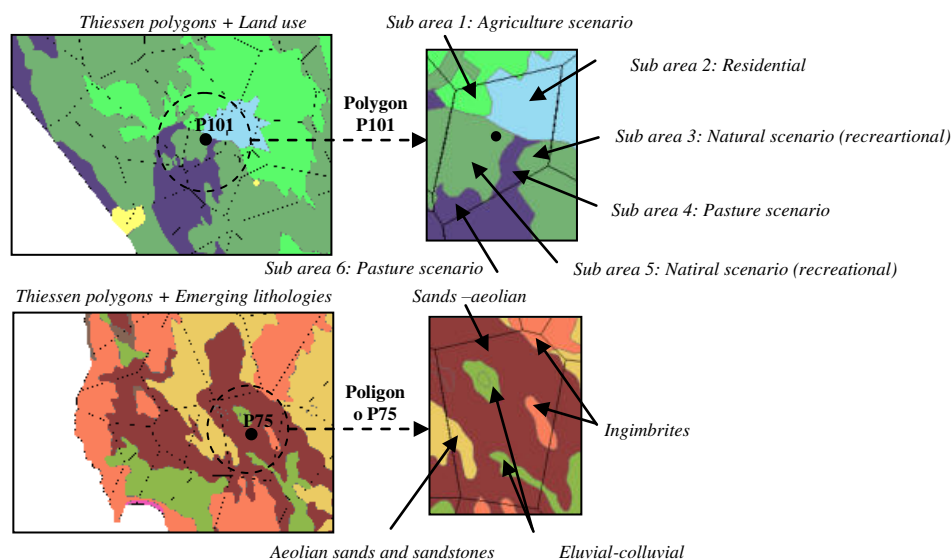 Thiessen polygons + Land use
Sub area 1: Agriculture scenario
Sub area 2: Residential
P101
Polygon
P101
Sub area 3: Natural scenario (recreartional)
Sub area 4: Pasture scenario
Sub area 6: Pasture scenario
Sub area 5: Natiral scenario (recreational)
Thiessen polygons + Emerging lithologies
Sands –aeolian
P75
Poligon
o P75
Ingimbrites
Aeolian sands and sandstones
Eluvial-colluvial